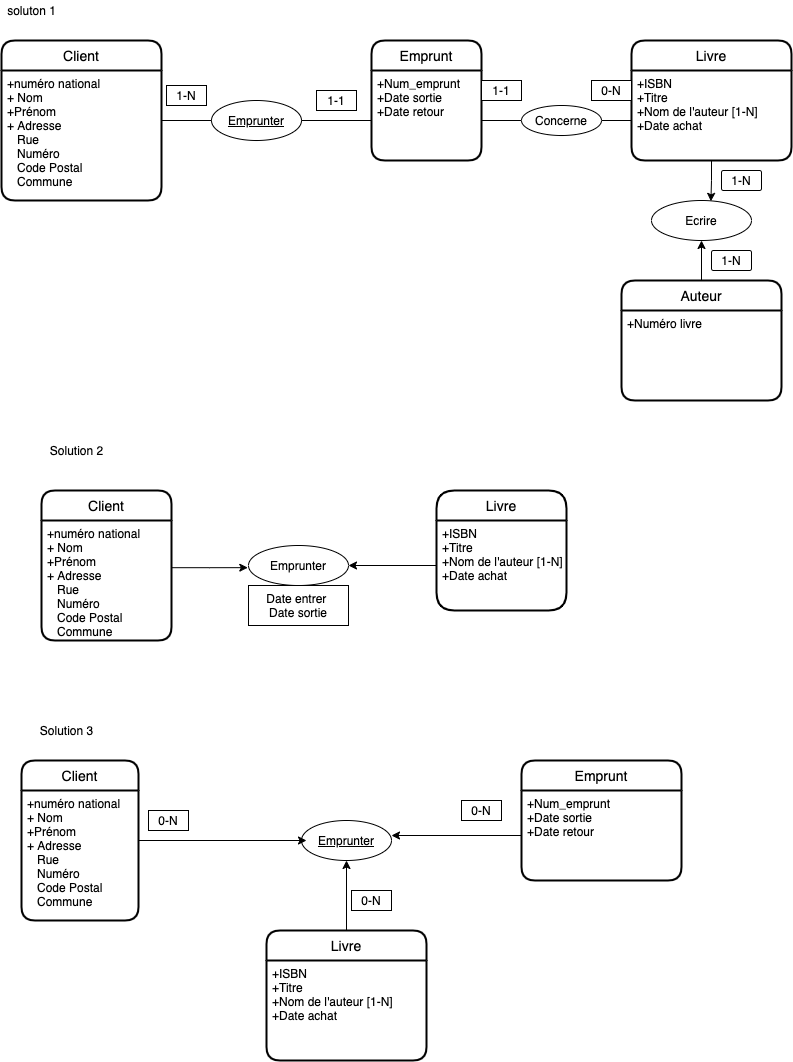 soluton 1
Client
+numéro national
+ Nom
+Prénom
+ Adresse
Rue
Numéro
Code Postal
Commune
1-N
Emprunter
1-1
Emprunt
+Num_emprunt
+Date sortie
+Date retour
1-1
Concerne
0-N
Livre
+ISBN
+Titre
+Nom de l'auteur [1-N]
+Date achat
1-N
Ecrire
1-N
Auteur
+Numéro livre
Solution 2
Client
+numéro national
+ Nom
+Prénom
+ Adresse
Rue
Numéro
Code Postal
Commune
Emprunter
Date entrer
Date sortie
Livre
+ISBN
+Titre
+Nom de l'auteur [1-N]
+Date achat
Solution 3
Client
+numéro national
+ Nom
+Prénom
+ Adresse
Rue
Numéro
Code Postal
Commune
0-N
Emprunter
0-N
Emprunt
+Num_emprunt
+Date sortie
+Date retour
0-N
Livre
+ISBN
+Titre
+Nom de l'auteur [1-N]
+Date achat